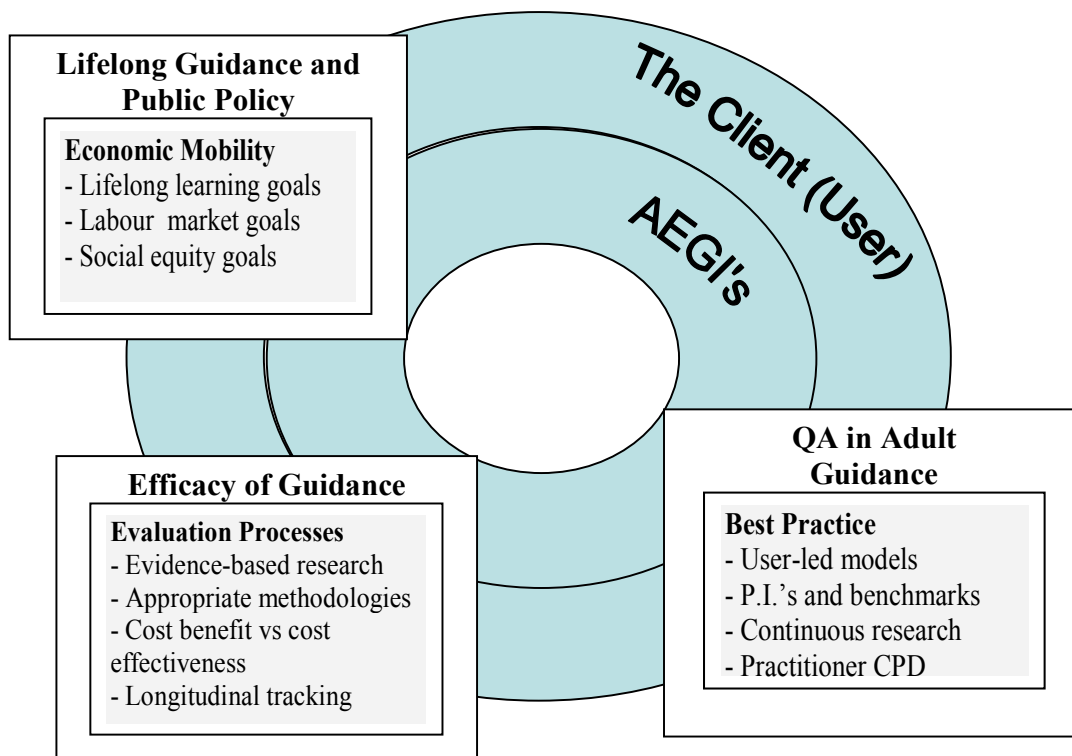 Lifelong Guidance and
Public Policy
Economic Mobility
- Lifelong learning goals
- Labour market goals
- Social equity goals
The Client (User)
AEGI's
Efficacy of Guidance
Evaluation Processes
- Evidence-based research
- Appropriate methodologies
- Cost benefit vs cost
effectiveness
- Longitudinal tracking
QA in Adult
Guidance
Best Practice
- User-led models
- P.I.’s and benchmarks
- Continuous research
- Practitioner CPD